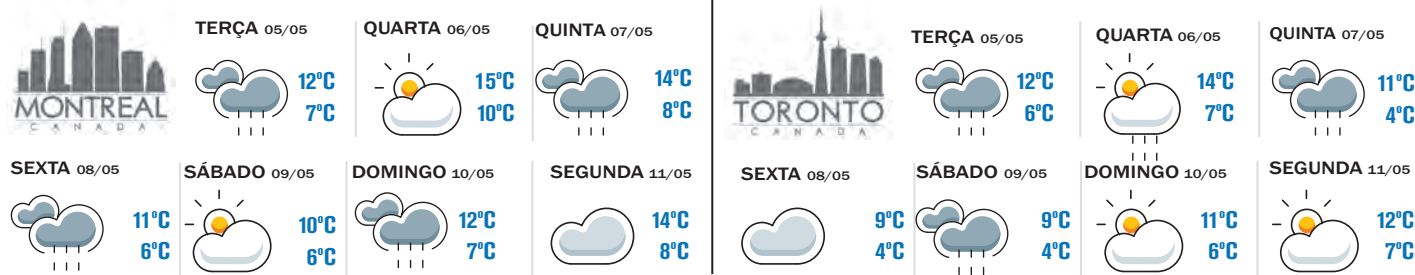 MONTREAL
CANADA
TERÇA 05/05
12ºC
7ºC
QUARTA 06/05
15ºC
10ºC
QUINTA 07/05
14ºC
8ºC
SEXTA 08/05
11ºC
6ºC
SÁBADO 09/05
10ºC
6ºC
DOMINGO 10/05
12ºC
7ºC
SEGUNDA 11/05
14ºC
8ºC
TORONTO
CANADA
TERÇA 05/05
12ºC
6ºC
QUARTA 06/05
14ºC
7ºC
QUINTA 07/05
11ºC
4ºC
SEXTA 08/05
9ºC
4ºC
SÁBADO 09/05
9ºC
4ºC
DOMINGO 10/05
11ºC
6ºC
SEGUNDA 11/05
12ºC
7ºC